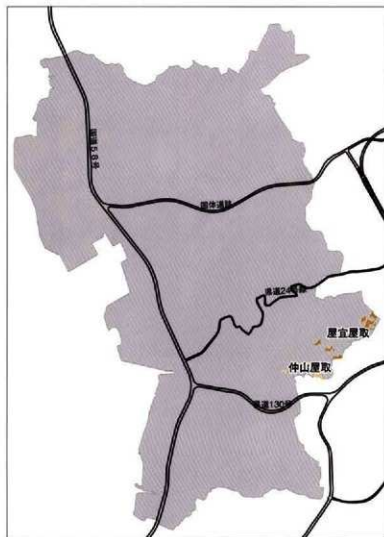 国道58号
国体道路
県道24号線
屋宜屋取
仲山屋取
県道130号